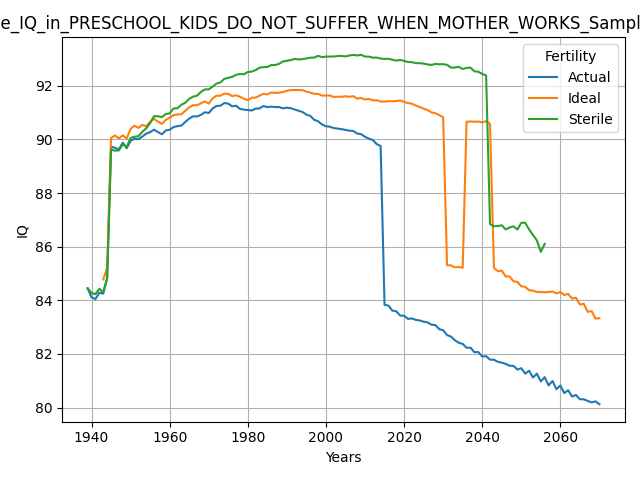 e_IQ_in_PRESCHOOL_KIDS_DO_NOT_SUFFER_WHEN_MOTHER_WORKS_Sampl
Fertility
Actual
Ideal
Sterile
IQ
92
90
88
86
84
82
80
1940 1960 1980 2000 2020 2040 2060
Years